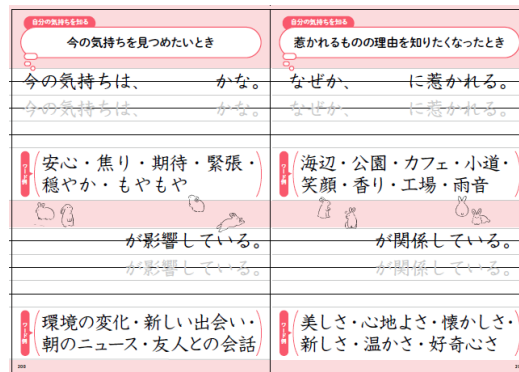 自分の気持ちを知る
今の気持ちを見つめたいとき
今の気持ちは、 かな。
今の気持ちは、 かな。
ワード例
安心・焦り・期待・緊張・
穏やか・もやもや
が影響している。
が影響している。
ワード例
環境の変化・新しい出会い・
朝のニュース・友人との会話
自分の気持ちを知る
惹かれるものの理由を知りたくなったとき
なぜか、 に惹かれる。
なぜか、 に惹かれる。
ワード例
海辺・公園・カフェ・小道・
笑顔・香り・工場・雨音
が関係している。
が関係している。
ワード例
美しさ・心地よさ・懐かしさ・
新しさ・温かさ・好奇心さ